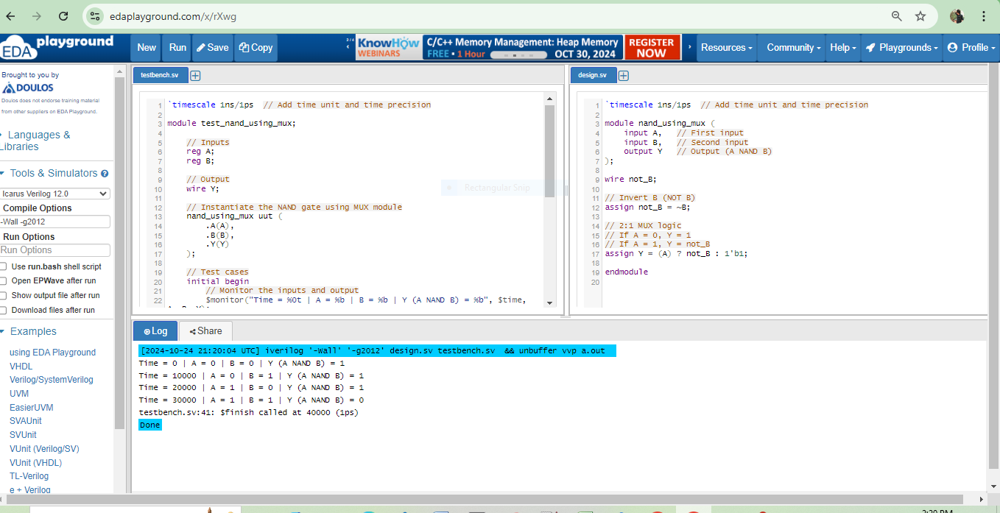 edaplayground.com/x/rXwg
EDA playground
New Run Save Copy
3/4
KnowHow WEBINARS
C/C++ Memory Management: Heap Memory
FREE • 1 Hour OCT 30, 2024
REGISTER NOW
Resources Community Help Playgrounds Profile
Brought to you by
DOULOS
Doulos does not endorse training material
from other suppliers on EDA Playground.
Languages &
Libraries
Tools & Simulators
Icarus Verilog 12.0
Compile Options
-Wall -g2012
Run Options
Run Options
Use run.bash shell script
Open EPWave after run
Show output file after run
Download files after run
Examples
using EDA Playground
VHDL
Verilog/SystemVerilog
UVM
EasierUVM
SVAUnit
SVUnit
VUnit (Verilog/SV)
VUnit (VHDL)
TL-Verilog
e + Verilog
testbench.sv
1 `timescale 1ns/1ps // Add time unit and time precision
2
3 module test_nand_using_mux;
4
5 // Inputs
6 reg A;
7 reg B;
8
9 // Output
10 wire Y;
11
12 // Instantiate the NAND gate using MUX module
13 nand_using_mux uut (
14 .A(A),
15 .B(B),
16 .Y(Y)
17 );
18
19 // Test cases
20 initial begin
21 // Monitor the inputs and output
22 $monitor("Time = %0t | A = %b | B = %b | Y (A NAND B) = %b", $time,
Rectangular Snip
design.sv
1 `timescale 1ns/1ps // Add time unit and time precision
2
3 module nand_using_mux (
4 input A, // First input
5 input B, // Second input
6 output Y // Output (A NAND B)
7 );
8
9 wire not_B;
10
11 // Invert B (NOT B)
12 assign not_B = ~B;
13
14 // 2:1 MUX logic
15 // If A = 0, Y = 1
16 // If A = 1, Y = not_B
17 assign Y = (A) ? not_B : 1'b1;
18
19 endmodule
20
Log Share
[2024-10-24 21:20:04 UTC] iverilog '-Wall' '-g2012' design.sv testbench.sv && unbuffer vvp a.out
Time = 0 | A = 0 | B = 0 | Y (A NAND B) = 1
Time = 10000 | A = 0 | B = 1 | Y (A NAND B) = 1
Time = 20000 | A = 1 | B = 0 | Y (A NAND B) = 1
Time = 30000 | A = 1 | B = 1 | Y (A NAND B) = 0
testbench.sv:41: $finish called at 40000 (1ps)
Done